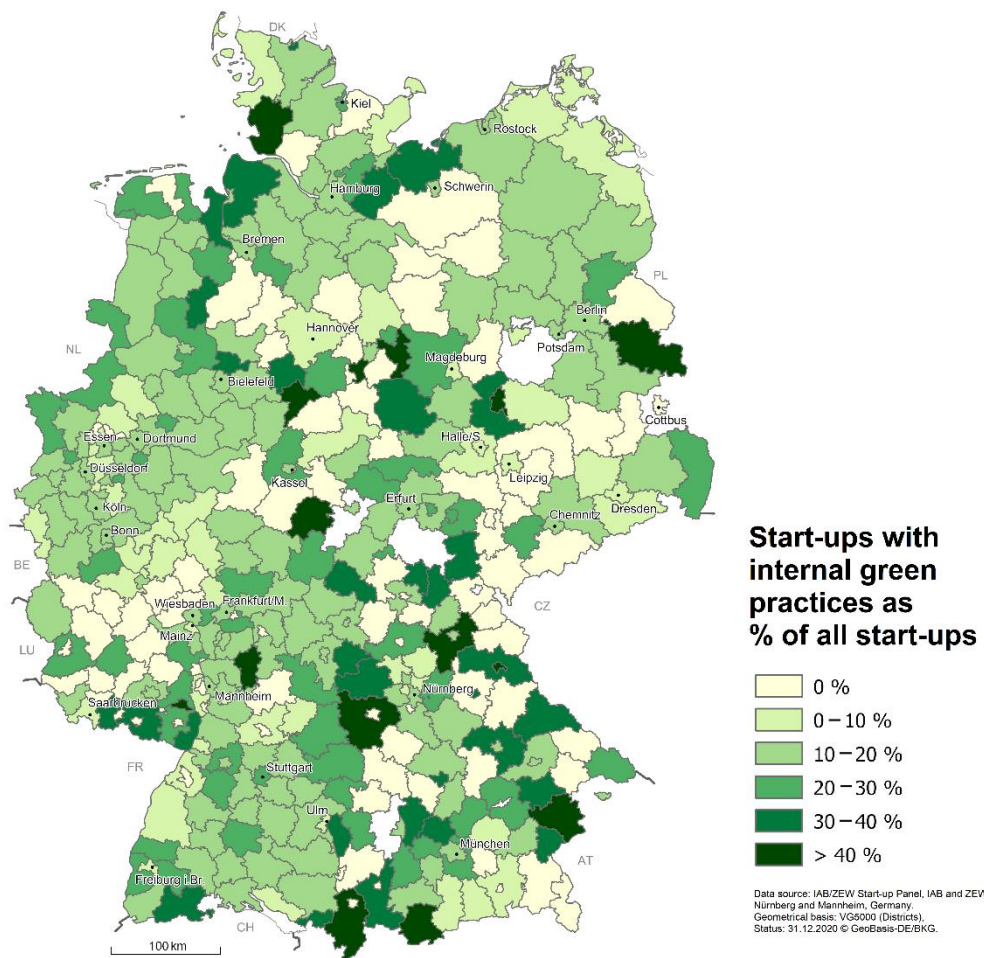 DK
Kiel
Rostock
Hamburg
Schwerin
Bremen
PL
Berlin
Hannover
Potsdam
NL
Magdeburg
Bielefeld
Cottbus
Essen
Dortmund
Halle/S.
Düsseldorf
Leipzig
Kassel
Dresden
Köln
Erfurt
Chemnitz
Bonn
BE
CZ
Wiesbaden
Frankfurt/M.
Mainz
LU
Mannheim
Nürnberg
Saarbrücken
FR
Stuttgart
Ulm
München
AT
Freiburg i.Br.
CH
100 km
Start-ups with
internal green
practices as
% of all start-ups
0 %
0 – 10 %
10 – 20 %
20 – 30 %
30 – 40 %
> 40 %
Data source: IAB/ZEW Start-up Panel, IAB and ZEW
Nürnberg and Mannheim, Germany.
Geometrical basis: VG5000 (Districts),
Status: 31.12.2020 © GeoBasis-DE/BKG.